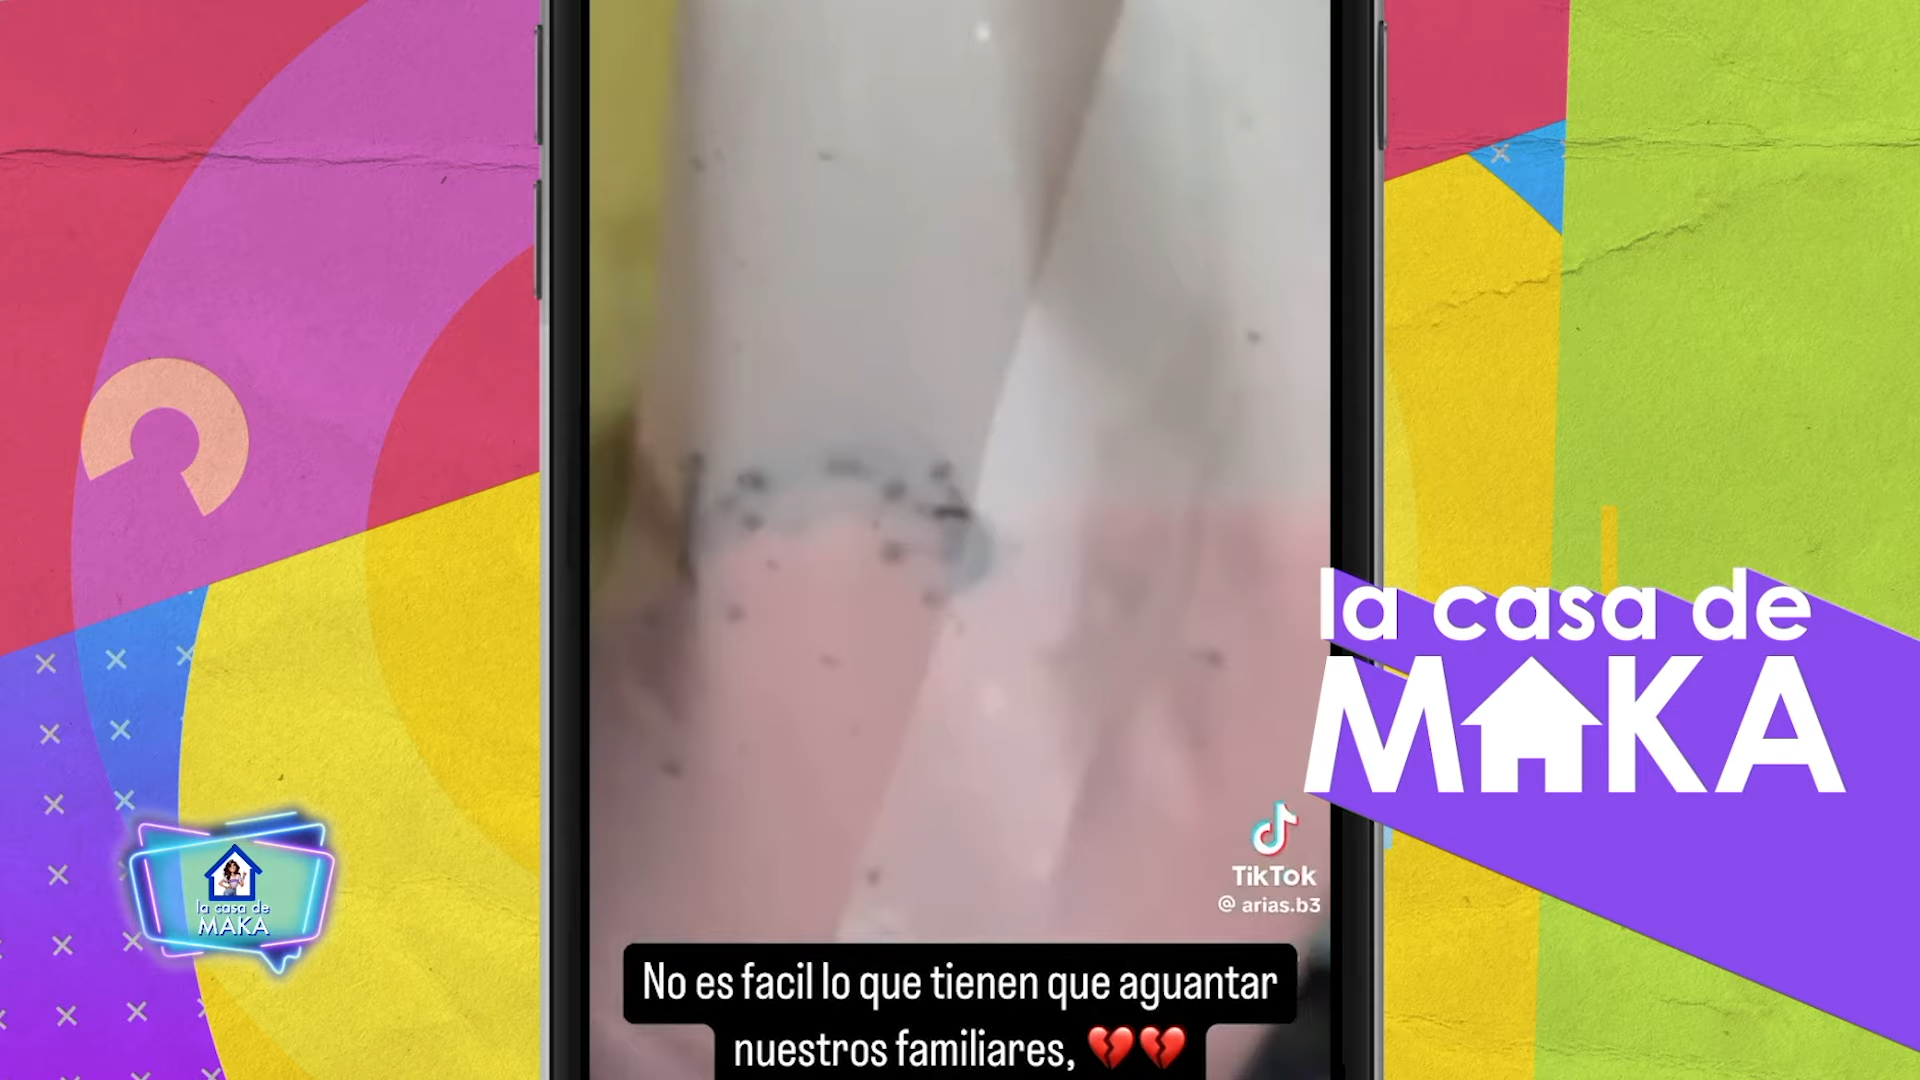 la casa de
MAKA
TikTok
@ arias.b3
la casa de
MAKA
No es facil lo que tienen que aguantar
nuestros familiares, 💔💔